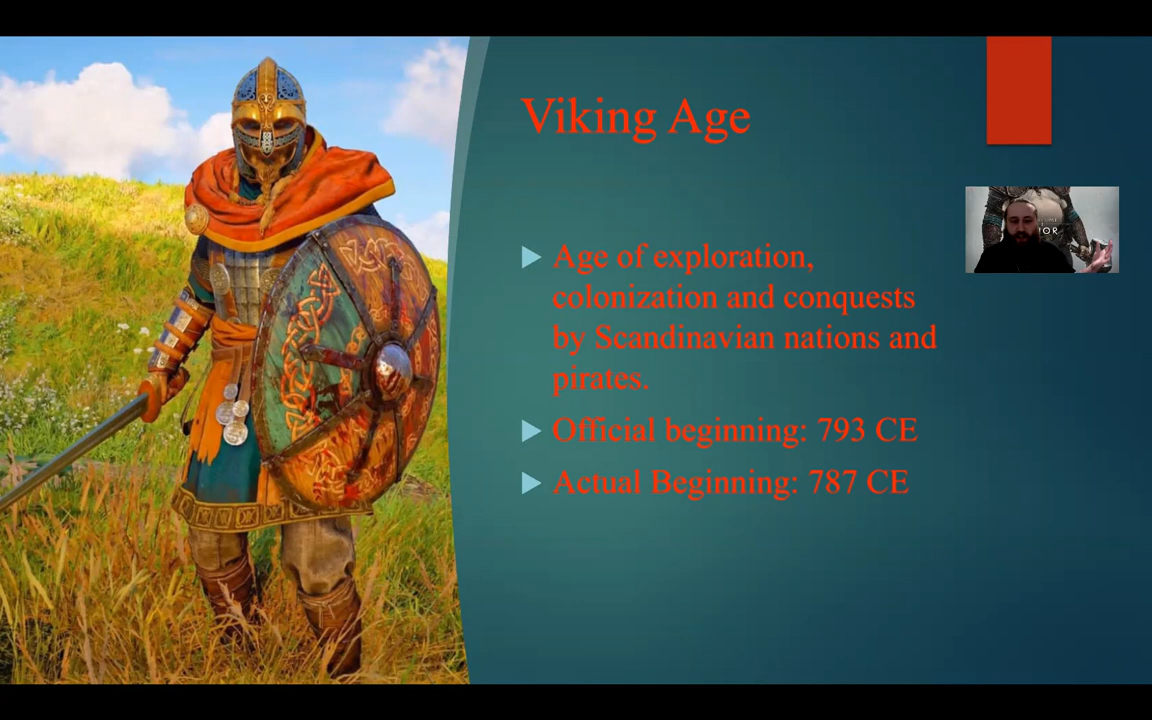 Viking Age
Age of exploration,
colonization and conquests
by Scandinavian nations and
pirates.
Official beginning: 793 CE
Actual Beginning: 787 CE